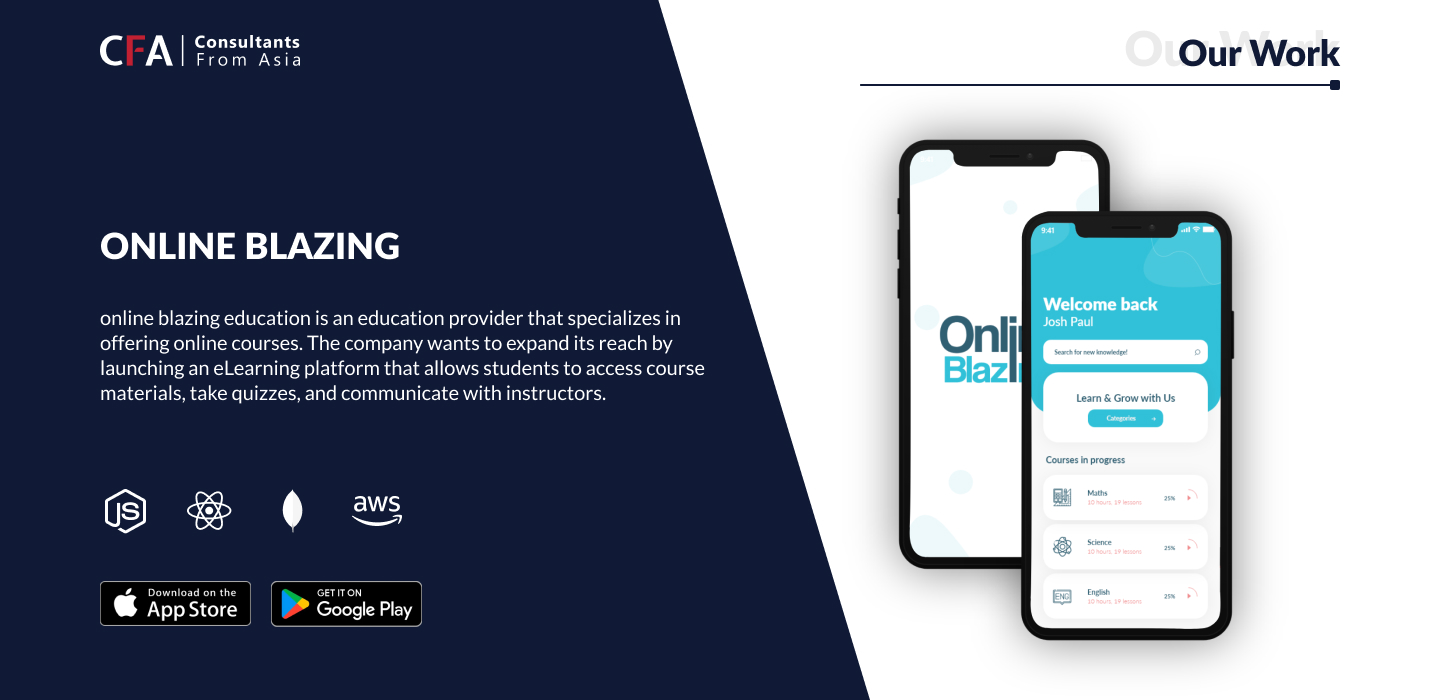 CFA Consultants
From Asia
Our Work
Our Work
ONLINE BLAZING
online blazing education is an education provider that specializes in
offering online courses. The company wants to expand its reach by
launching an eLearning platform that allows students to access course
materials, take quizzes, and communicate with instructors.
JS
aws
Download on the
App Store
GET IT ON
Google Play
Onlin
Blazin
9:41
Welcome back
Josh Paul
Search for new knowledge!
Learn & Grow with Us
Categories
Courses in progress
Maths
10 hours, 19 lessons
25%
Science
10 hours, 19 lessons
25%
ENG
English
10 hours, 19 lessons
25%